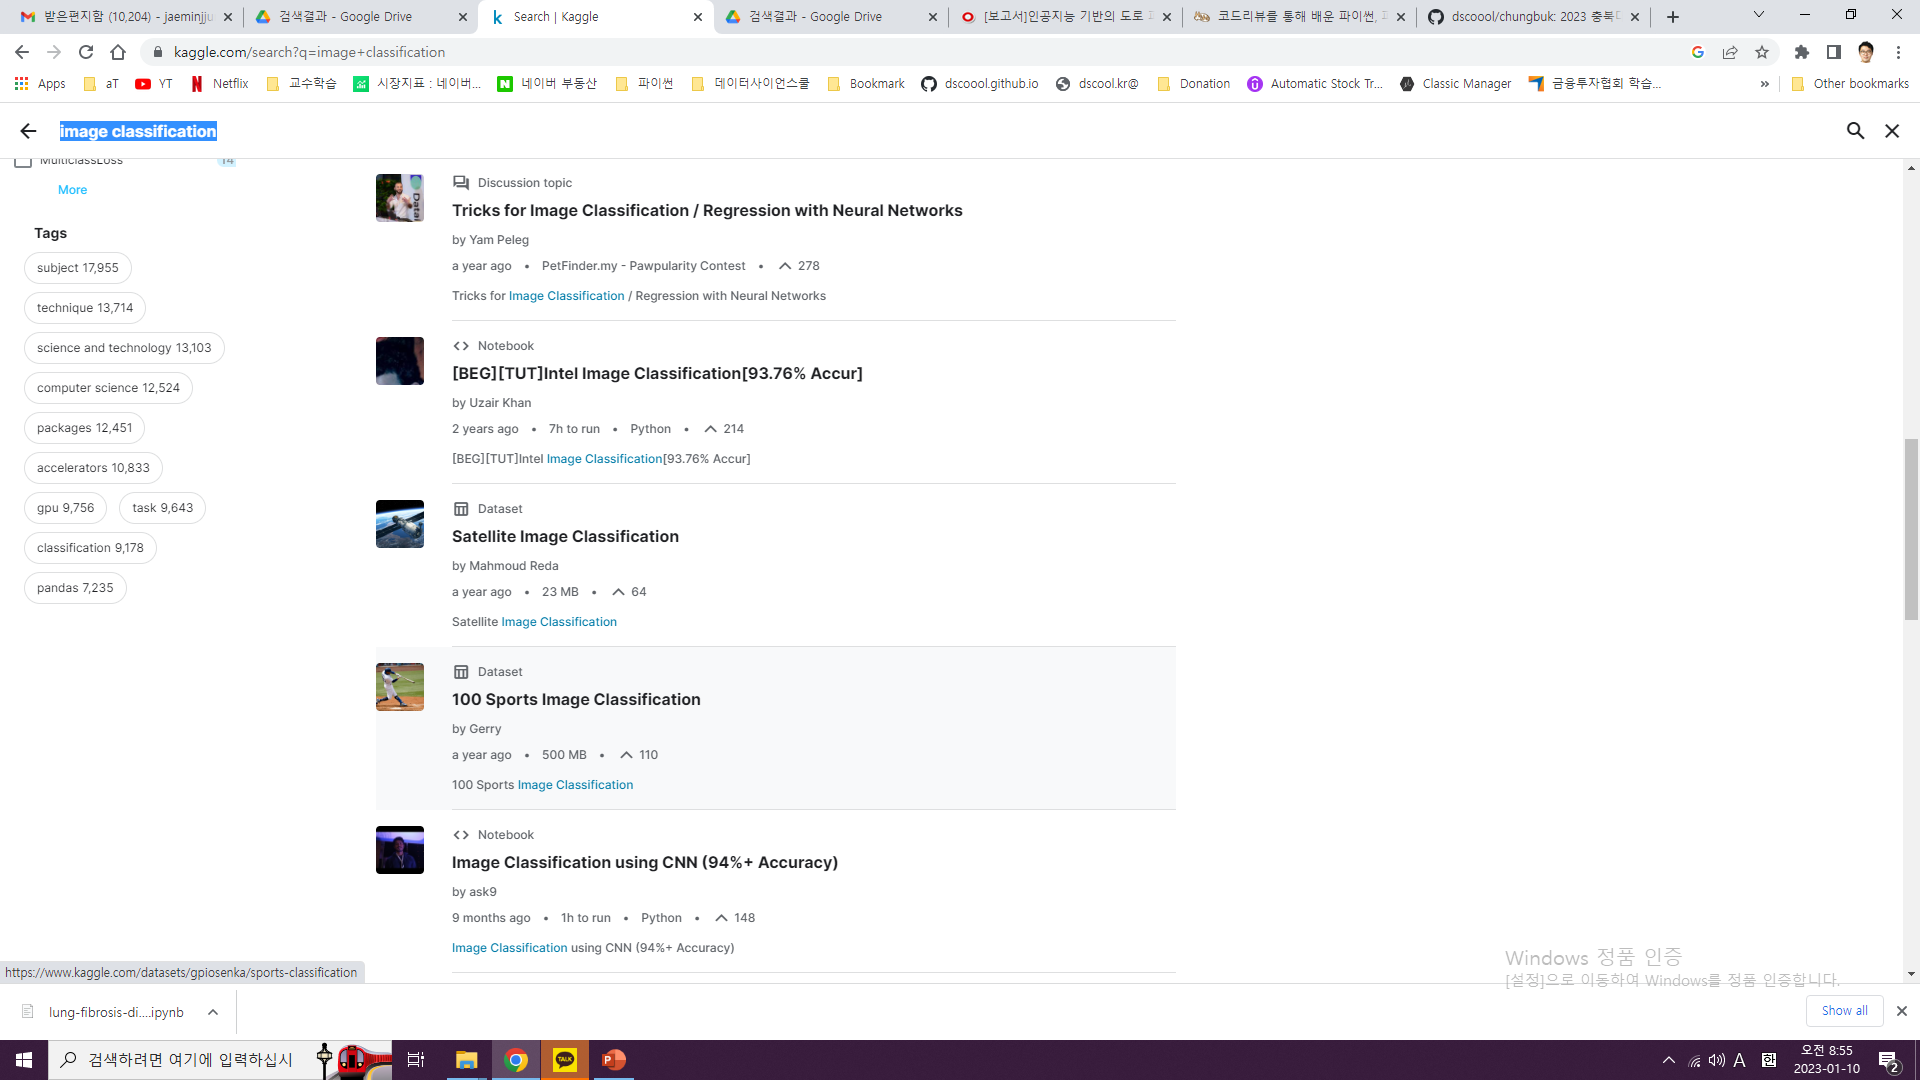 받은편지함 (10,204) - jaeminjju
검색결과 - Google Drive
Search | Kaggle
검색결과 - Google Drive
[보고서]인공지능 기반의 도로
코드리뷰를 통해 배운 파이썬,
dscoool/chungbuk: 2023 충북대
kaggle.com/search?q=image+classification
Apps
aT
YT
Netflix
교수학습
시장지표 : 네이버...
네이버 부동산
파이썬
데이터사이언스쿨
Bookmark
dscoool.github.io
dscool.kr@
Donation
Automatic Stock Tr...
Classic Manager
금융투자협회 학습...
»
Other bookmarks
image classification
MulticlassLoss
14
More
Tags
subject 17,955
technique 13,714
science and technology 13,103
computer science 12,524
packages 12,451
accelerators 10,833
gpu 9,756
task 9,643
classification 9,178
pandas 7,235
Discussion topic
Tricks for Image Classification / Regression with Neural Networks
by Yam Peleg
a year ago • PetFinder.my - Pawpularity Contest • 278
Tricks for Image Classification / Regression with Neural Networks
Notebook
[BEG][TUT]Intel Image Classification[93.76% Accur]
by Uzair Khan
2 years ago • 7h to run • Python • 214
[BEG][TUT]Intel Image Classification[93.76% Accur]
Dataset
Satellite Image Classification
by Mahmoud Reda
a year ago • 23 MB • 64
Satellite Image Classification
Dataset
100 Sports Image Classification
by Gerry
a year ago • 500 MB • 110
100 Sports Image Classification
Notebook
Image Classification using CNN (94%+ Accuracy)
by ask9
9 months ago • 1h to run • Python • 148
Image Classification using CNN (94%+ Accuracy)
Windows 정품 인증
[설정]으로 이동하여 Windows를 정품 인증합니다.
https://www.kaggle.com/datasets/gpiosenka/sports-classification
lung-fibrosis-di....ipynb
Show all
검색하려면 여기에 입력하십시
TALK
A
한
오전 8:55
2023-01-10
2